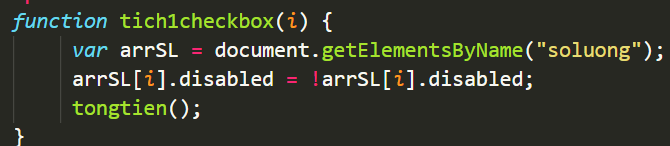 function tich1checkbox(i) {
var arrSL = document.getElementsByName("soluong");
arrSL[i].disabled = !arrSL[i].disabled;
tongtien();
}